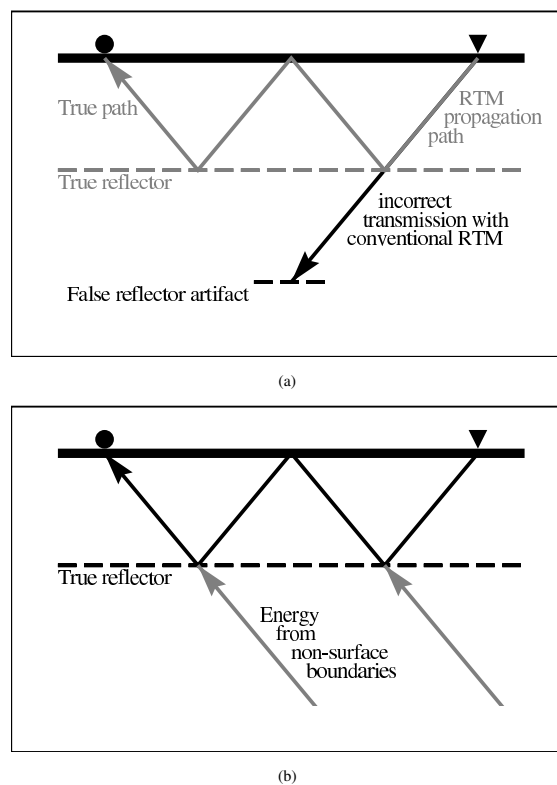 True path
RTM
propagation
path
True reflector
incorrect
transmission with
conventional RTM
False reflector artifact
(a)
True reflector
Energy
from
non-surface
boundaries
(b)